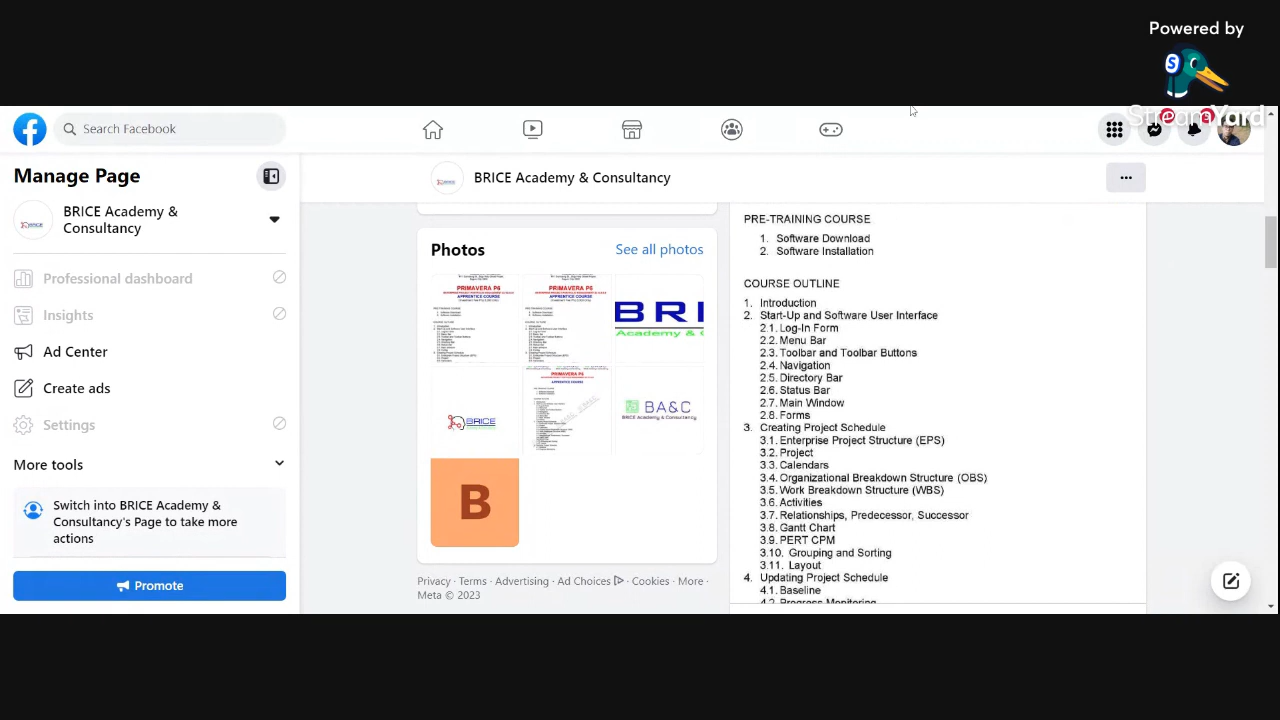 Powered by
StreamYard
Search Facebook
Manage Page
BRICE Academy &
Consultancy
Professional dashboard
Insights
Ad Center
Create ads
Settings
More tools
Switch into BRICE Academy &
Consultancy's Page to take more
actions
Promote
BRICE Academy & Consultancy
Photos
See all photos
PRIMAVERA P6
APPRENTICE COURSE
PRIMAVERA P6
APPRENTICE COURSE
BRI
Academy &
BRICE
PRIMAVERA P6
APPRENTICE COURSE
BA&C
BRICE Academy & Consultancy
B
Privacy · Terms · Advertising · Ad Choices · Cookies · More ·
Meta © 2023
PRE-TRAINING COURSE
1. Software Download
2. Software Installation
COURSE OUTLINE
1. Introduction
2. Start-Up and Software User Interface
2.1. Log-In Form
2.2. Menu Bar
2.3. Toolbar and Toolbar Buttons
2.4. Navigation
2.5. Directory Bar
2.6. Status Bar
2.7. Main Window
2.8. Forms
3. Creating Project Schedule
3.1. Enterprise Project Structure (EPS)
3.2. Project
3.3. Calendars
3.4. Organizational Breakdown Structure (OBS)
3.5. Work Breakdown Structure (WBS)
3.6. Activities
3.7. Relationships, Predecessor, Successor
3.8. Gantt Chart
3.9. PERT CPM
3.10. Grouping and Sorting
3.11. Layout
4. Updating Project Schedule
4.1. Baseline
4.2. Progress Monitoring